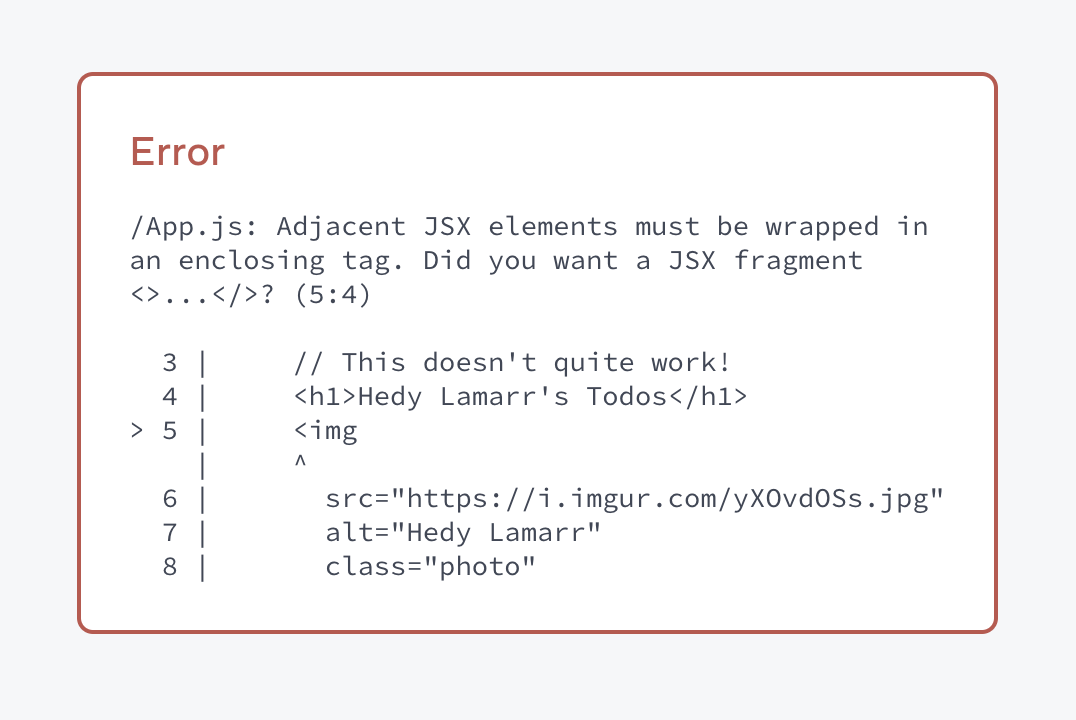 Error
/App.js: Adjacent JSX elements must be wrapped in
an enclosing tag. Did you want a JSX fragment
<>...</>? (5:4)
  3 |     // This doesn't quite work!
  4 |     <h1>Hedy Lamarr's Todos</h1>
> 5 |     <img
    |     ^
  6 |       src="https://i.imgur.com/yXOvdOSs.jpg"
  7 |       alt="Hedy Lamarr"
  8 |       class="photo"